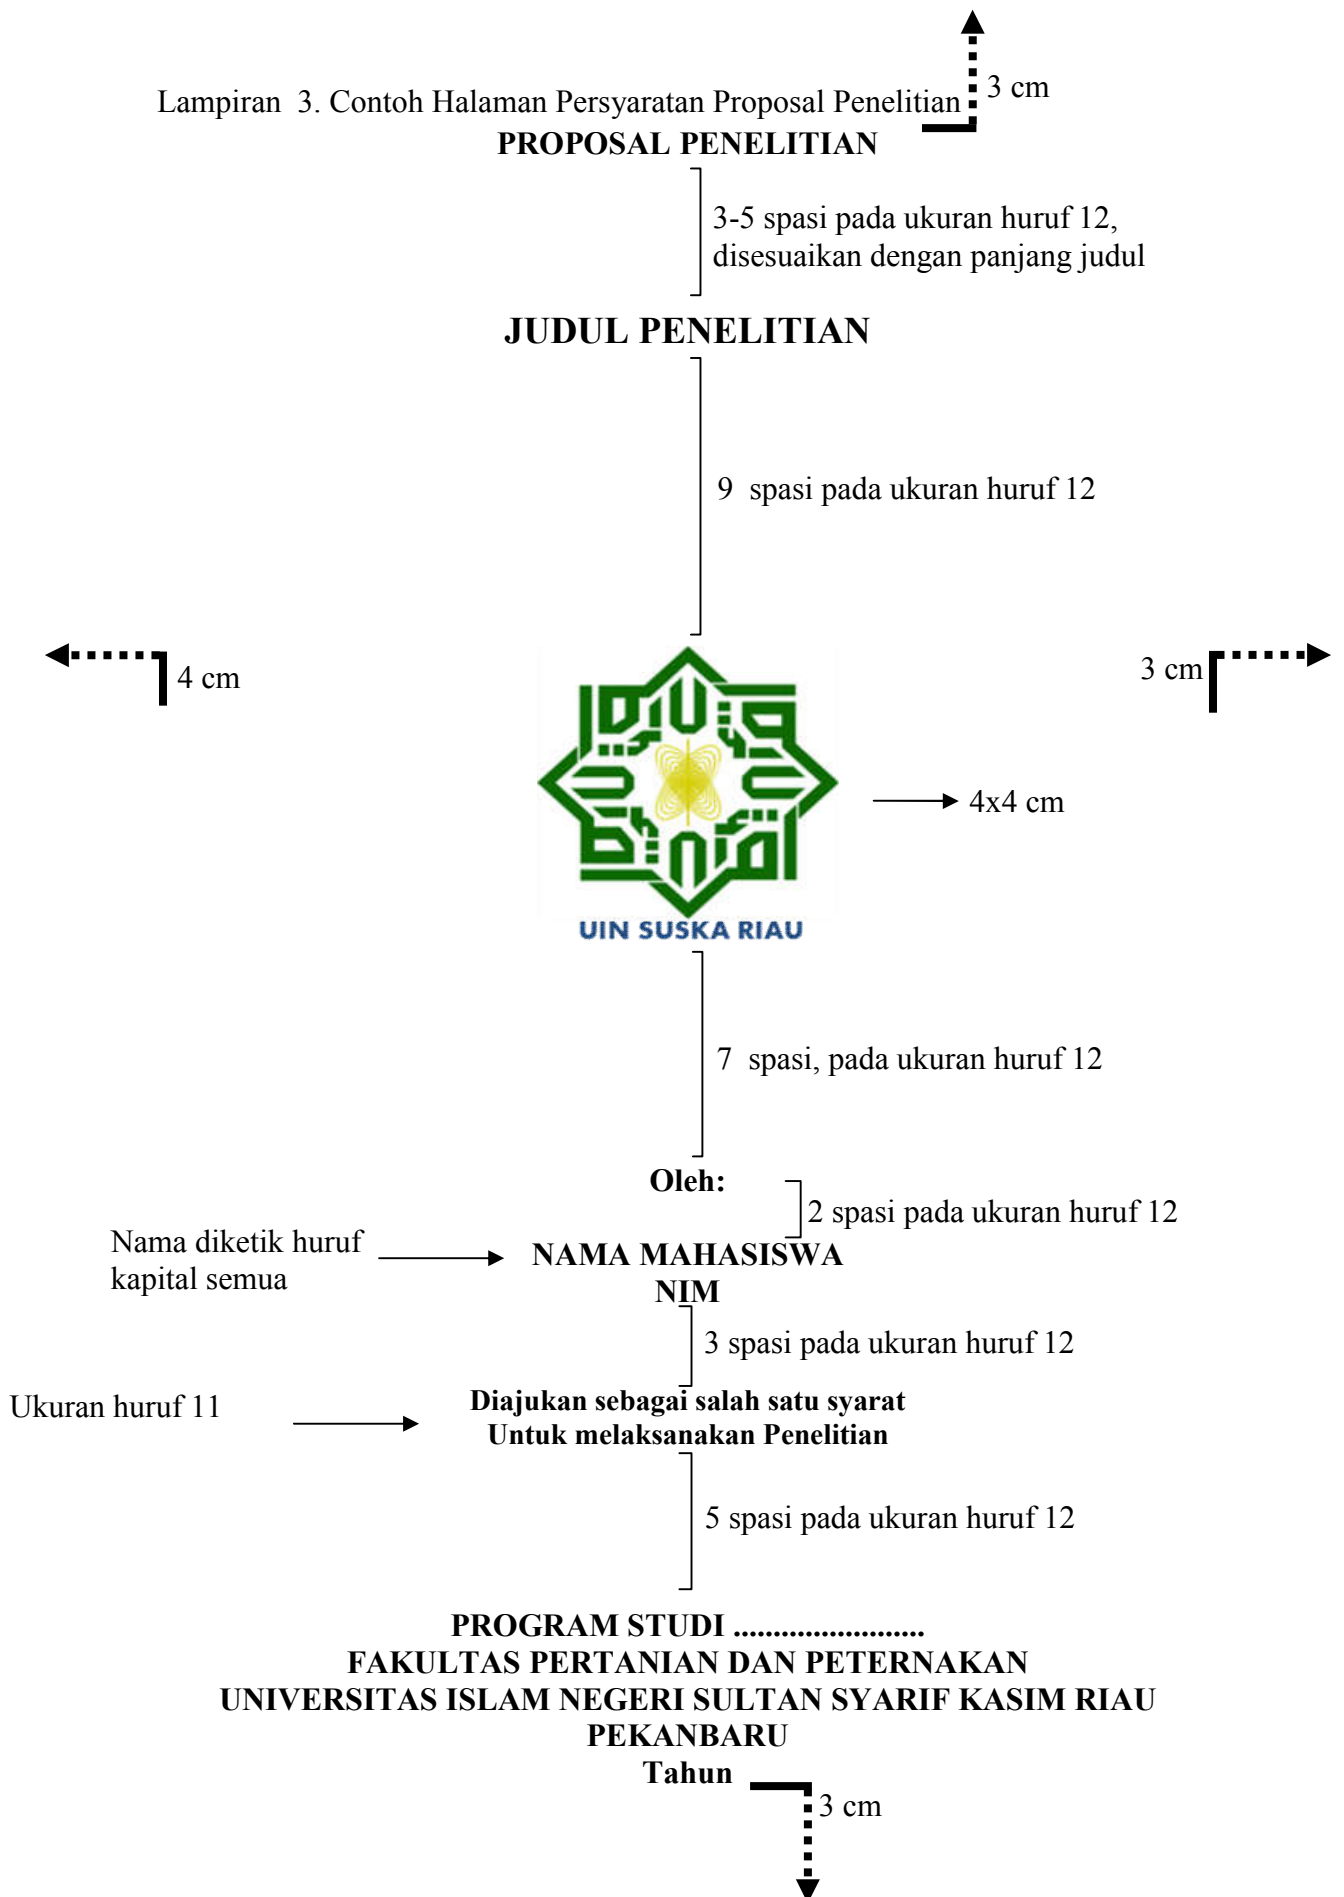 Lampiran  3. Contoh Halaman Persyaratan Proposal Penelitian
3 cm
PROPOSAL PENELITIAN
3-5 spasi pada ukuran huruf 12,
disesuaikan dengan panjang judul
JUDUL PENELITIAN
9  spasi pada ukuran huruf 12
4 cm
3 cm
4x4 cm
UIN SUSKA RIAU
7  spasi, pada ukuran huruf 12
Oleh:
2 spasi pada ukuran huruf 12
Nama diketik huruf
kapital semua
NAMA MAHASISWA
NIM
3 spasi pada ukuran huruf 12
Ukuran huruf 11
Diajukan sebagai salah satu syarat
Untuk melaksanakan Penelitian
5 spasi pada ukuran huruf 12
PROGRAM STUDI ........................
FAKULTAS PERTANIAN DAN PETERNAKAN
UNIVERSITAS ISLAM NEGERI SULTAN SYARIF KASIM RIAU
PEKANBARU
Tahun
3 cm